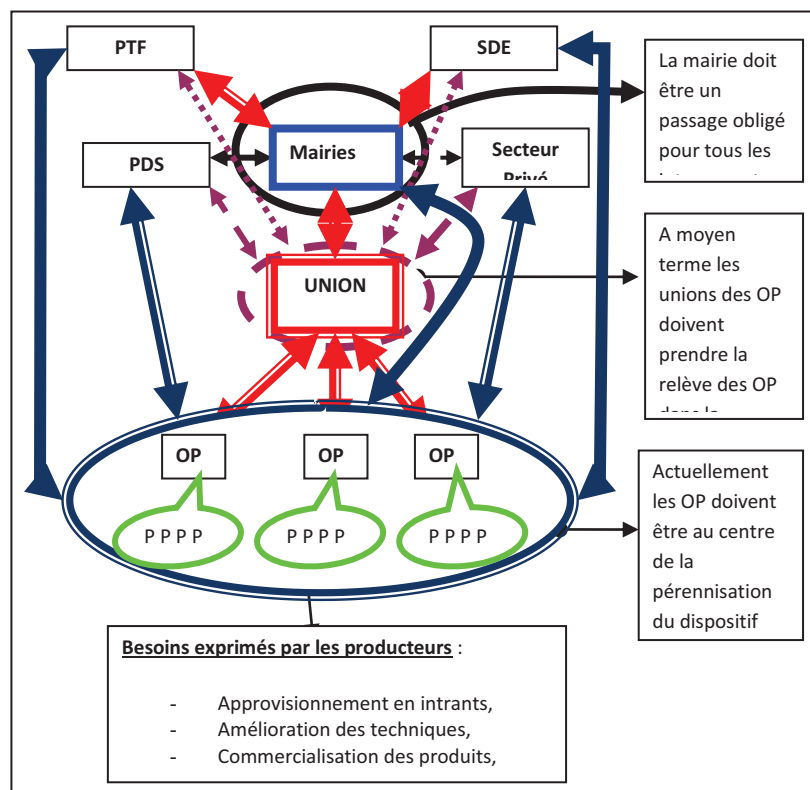 PTF
SDE
La mairie doit
être un
passage obligé
pour tous les
Mairies
PDS
Secteur
Privé
A moyen
terme les
unions des OP
doivent
prendre la
relève des OP
dans la
UNION
OP
OP
OP
P P P P
P P P P
P P P P
Actuellement
les OP doivent
être au centre
de la
pérennisation
du dispositif
Besoins exprimés par les producteurs :
- Approvisionnement en intrants,
- Amélioration des techniques,
- Commercialisation des produits,